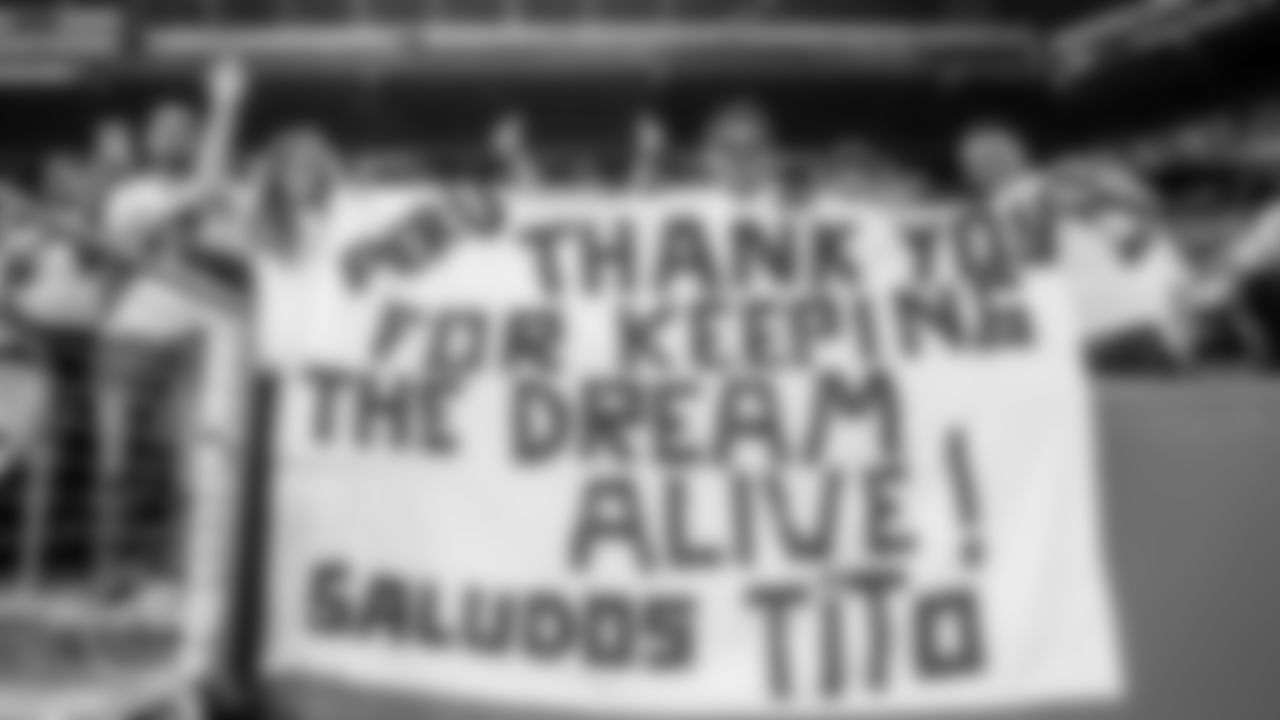 THANK YOU
FOR KEEPING
THE DREAM
ALIVE!
SALUDOS TITO